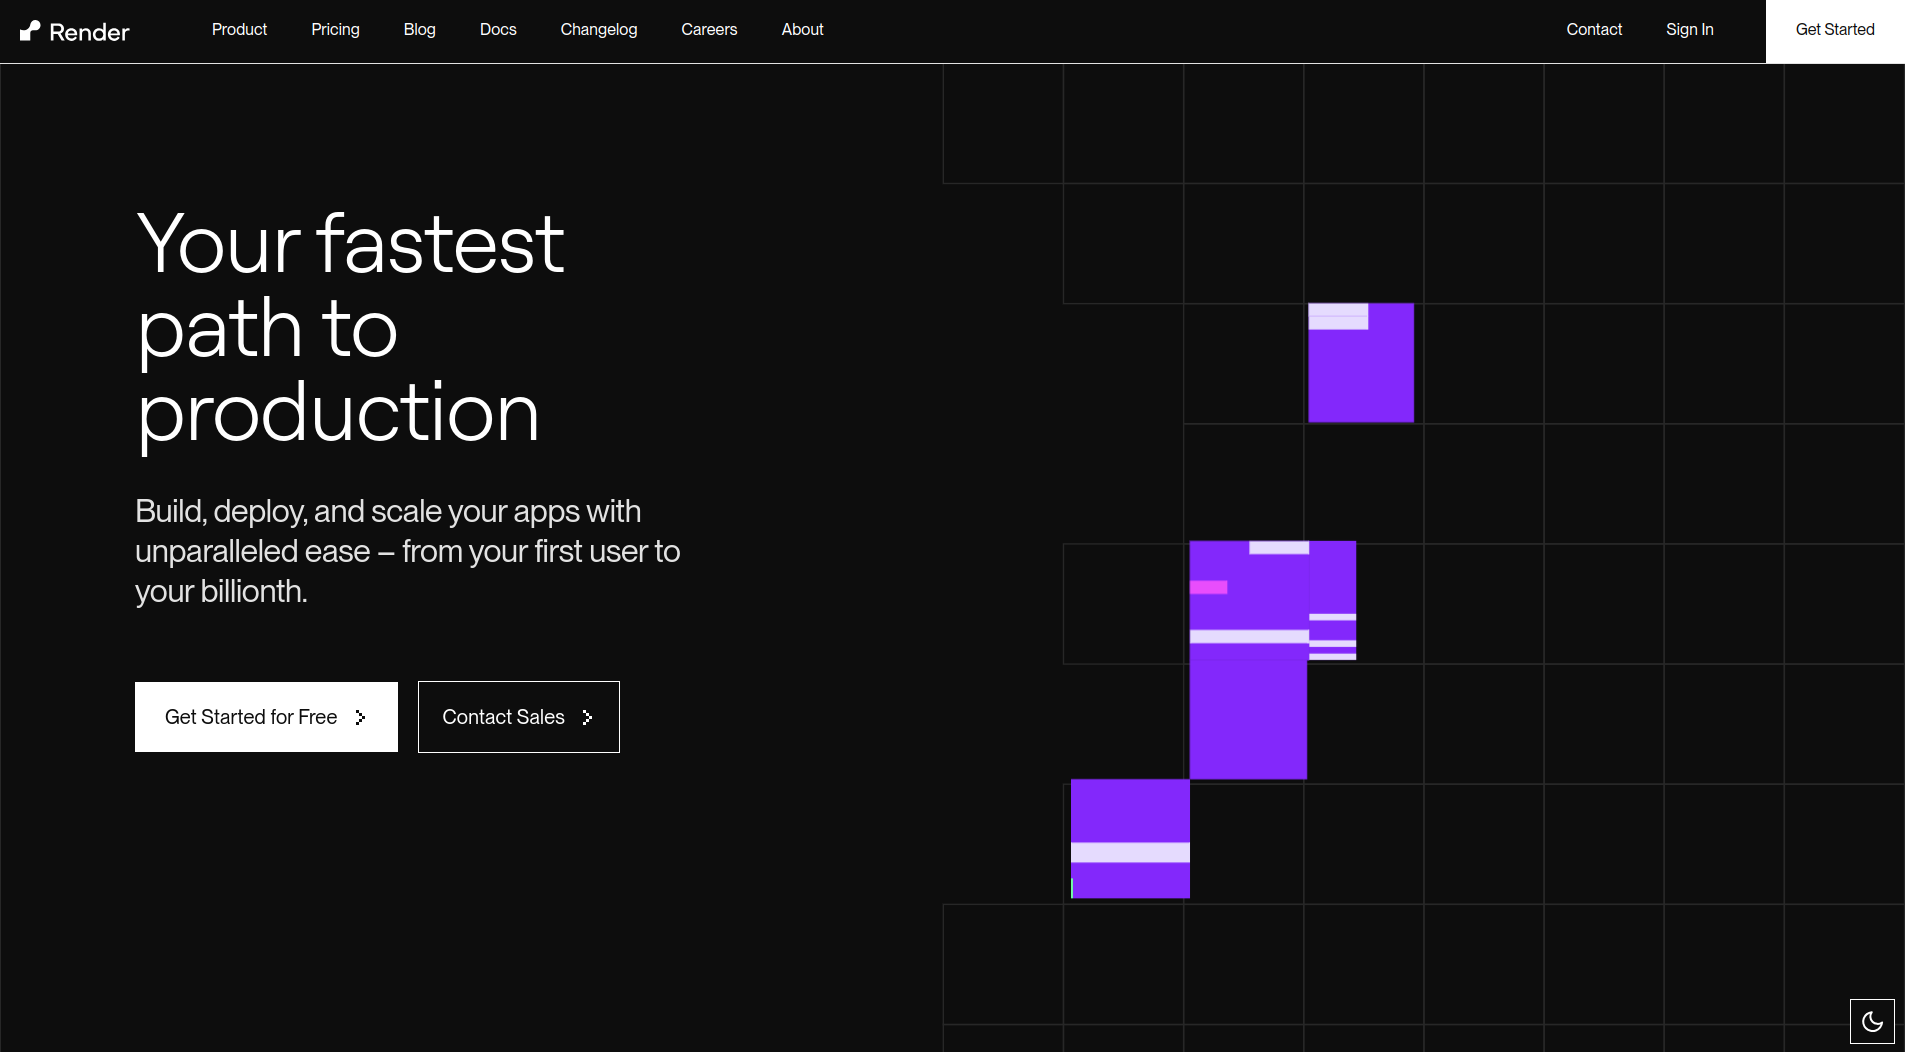 Render
Product
Pricing
Blog
Docs
Changelog
Careers
About
Contact
Sign In
Get Started
Your fastest
path to
production
Build, deploy, and scale your apps with
unparalleled ease – from your first user to
your billionth.
Get Started for Free
Contact Sales